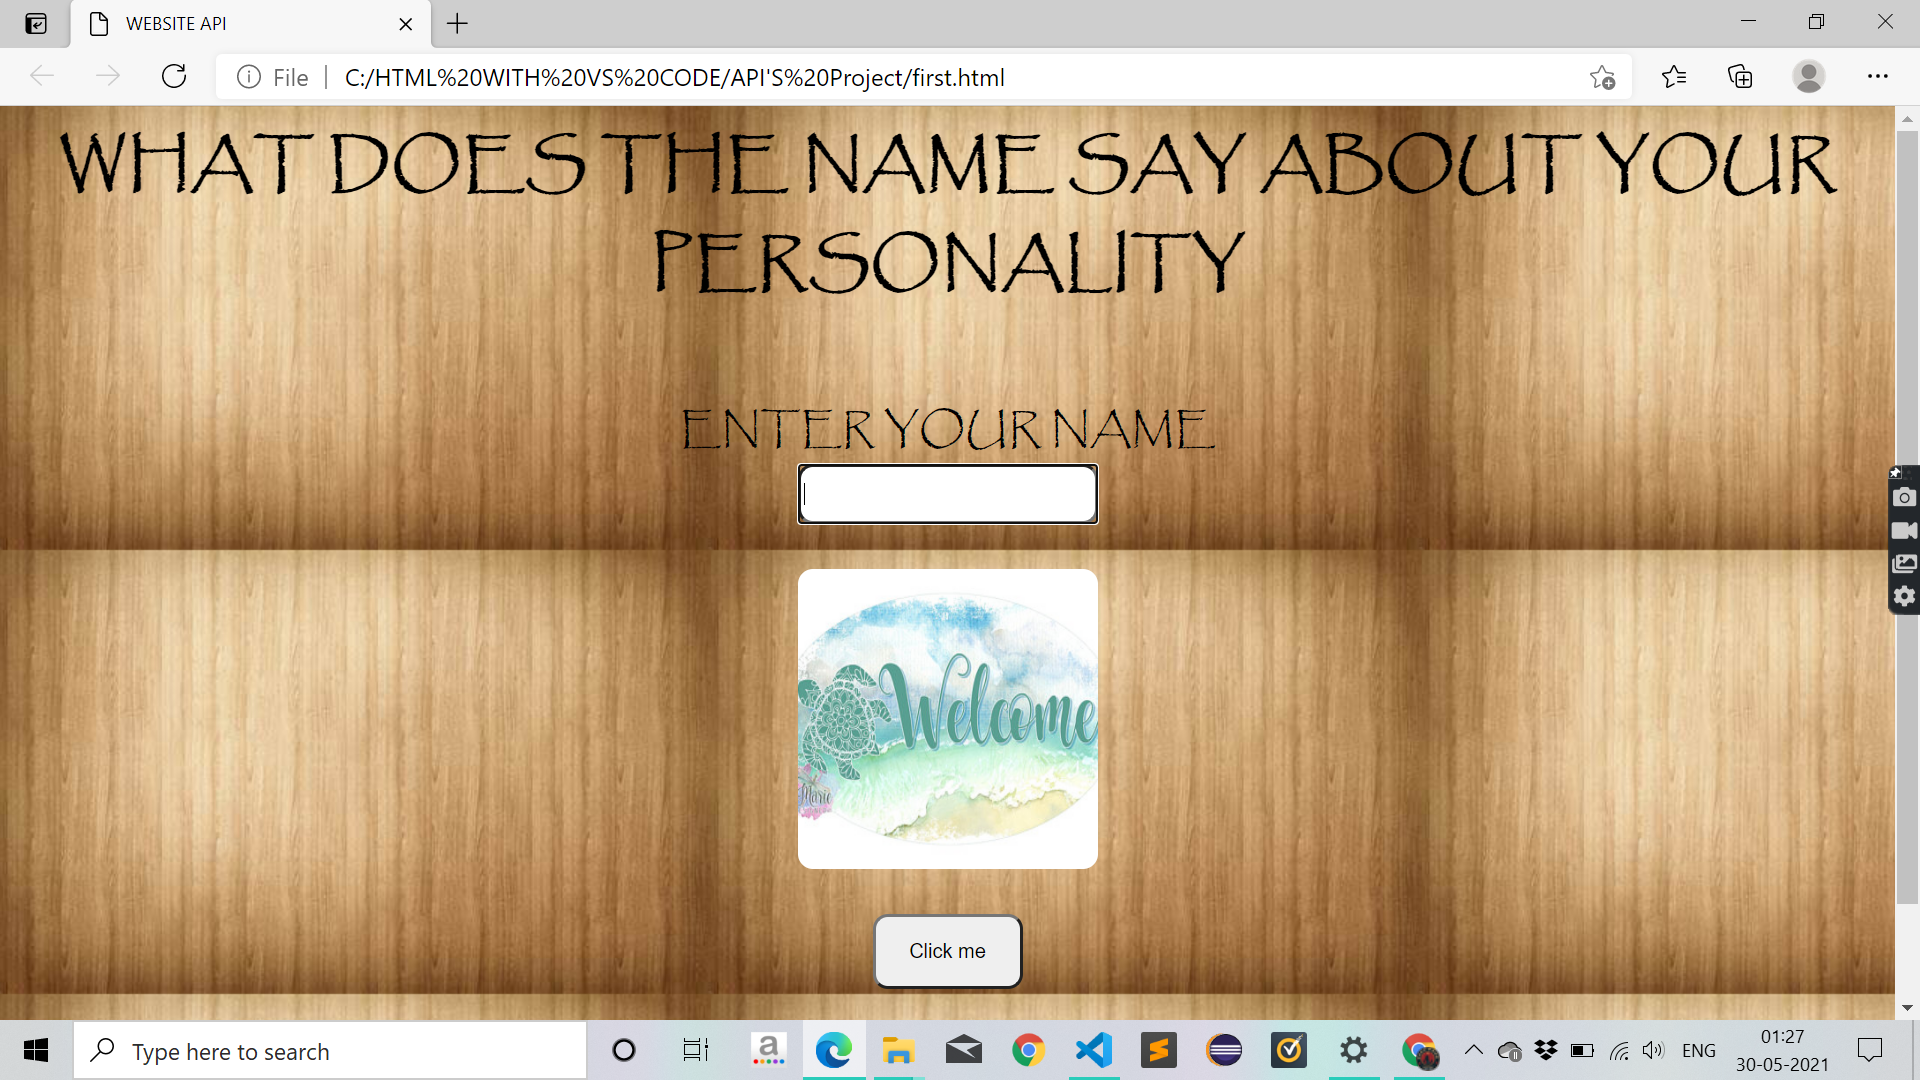 WEBSITE API
File
C:/HTML%20WITH%20VS%20CODE/API'S%20Project/first.html
WHAT DOES THE NAME SAY ABOUT YOUR
PERSONALITY
ENTER YOUR NAME
Welcome
Marie
Click me
Type here to search
a
ENG
01:27
30-05-2021